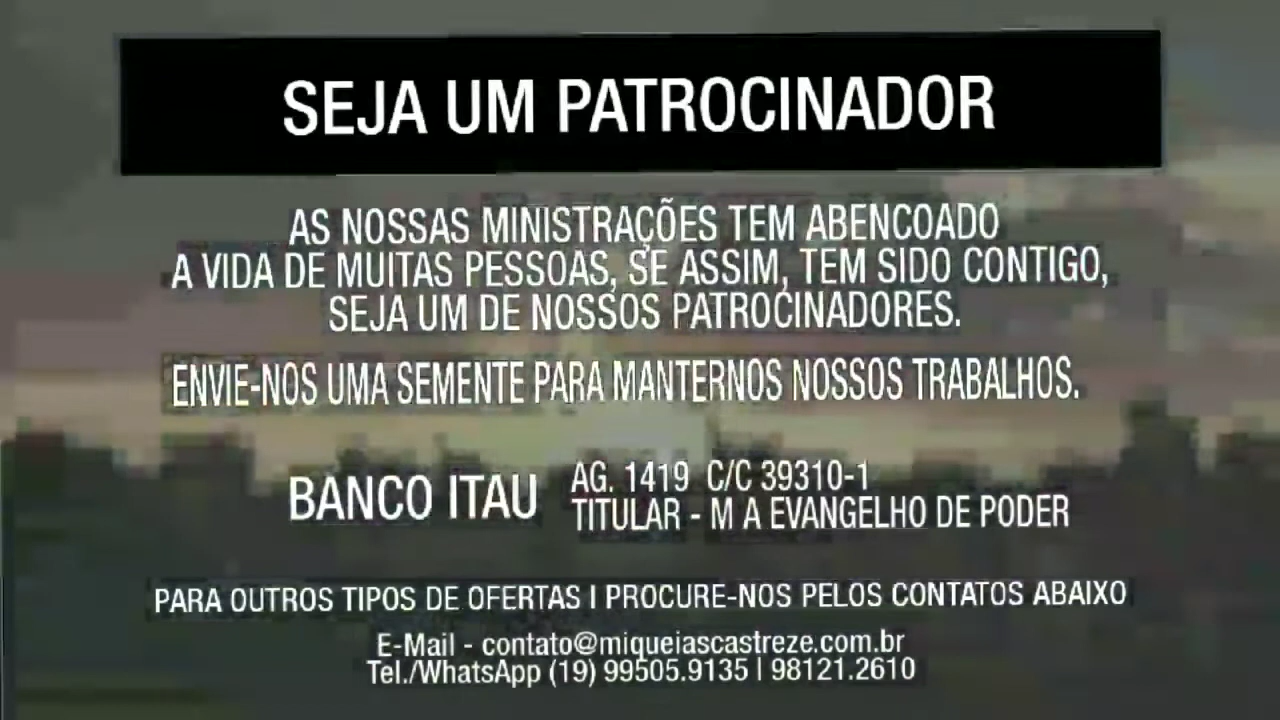 SEJA UM PATROCINADOR
AS NOSSAS MINISTRAÇÕES TEM ABENCOADO
A VIDA DE MUITAS PESSOAS, SE ASSIM, TEM SIDO CONTIGO,
SEJA UM DE NOSSOS PATROCINADORES.
ENVIE-NOS UMA SEMENTE PARA MANTERNOS NOSSOS TRABALHOS.
BANCO ITAU
AG. 1419 C/C 39310-1
TITULAR - M A EVANGELHO DE PODER
PARA OUTROS TIPOS DE OFERTAS I PROCURE-NOS PELOS CONTATOS ABAIXO
E-Mail - contato@miqueiascastreze.com.br
Tel./WhatsApp (19) 99505.9135 | 98121.2610